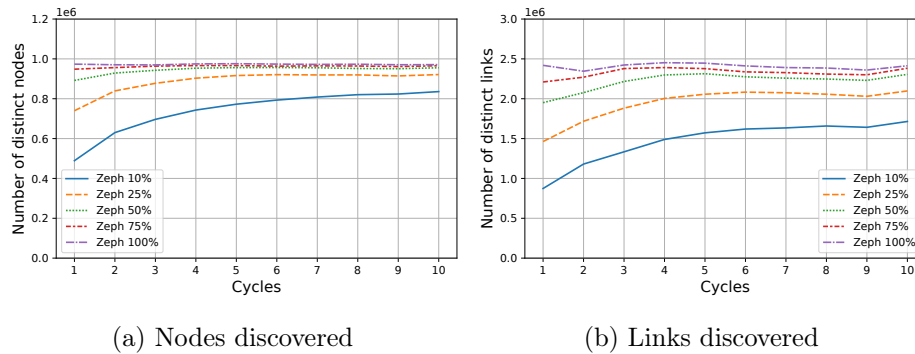 1e6
1.2
1.0
0.8
0.6
0.4
0.2
0.0
Number of distinct nodes
Zeph 10%
Zeph 25%
Zeph 50%
Zeph 75%
Zeph 100%
1 2 3 4 5 6 7 8 9 10
Cycles
(a) Nodes discovered
1e6
3.0
2.5
2.0
1.5
1.0
0.5
0.0
Number of distinct links
Zeph 10%
Zeph 25%
Zeph 50%
Zeph 75%
Zeph 100%
1 2 3 4 5 6 7 8 9 10
Cycles
(b) Links discovered